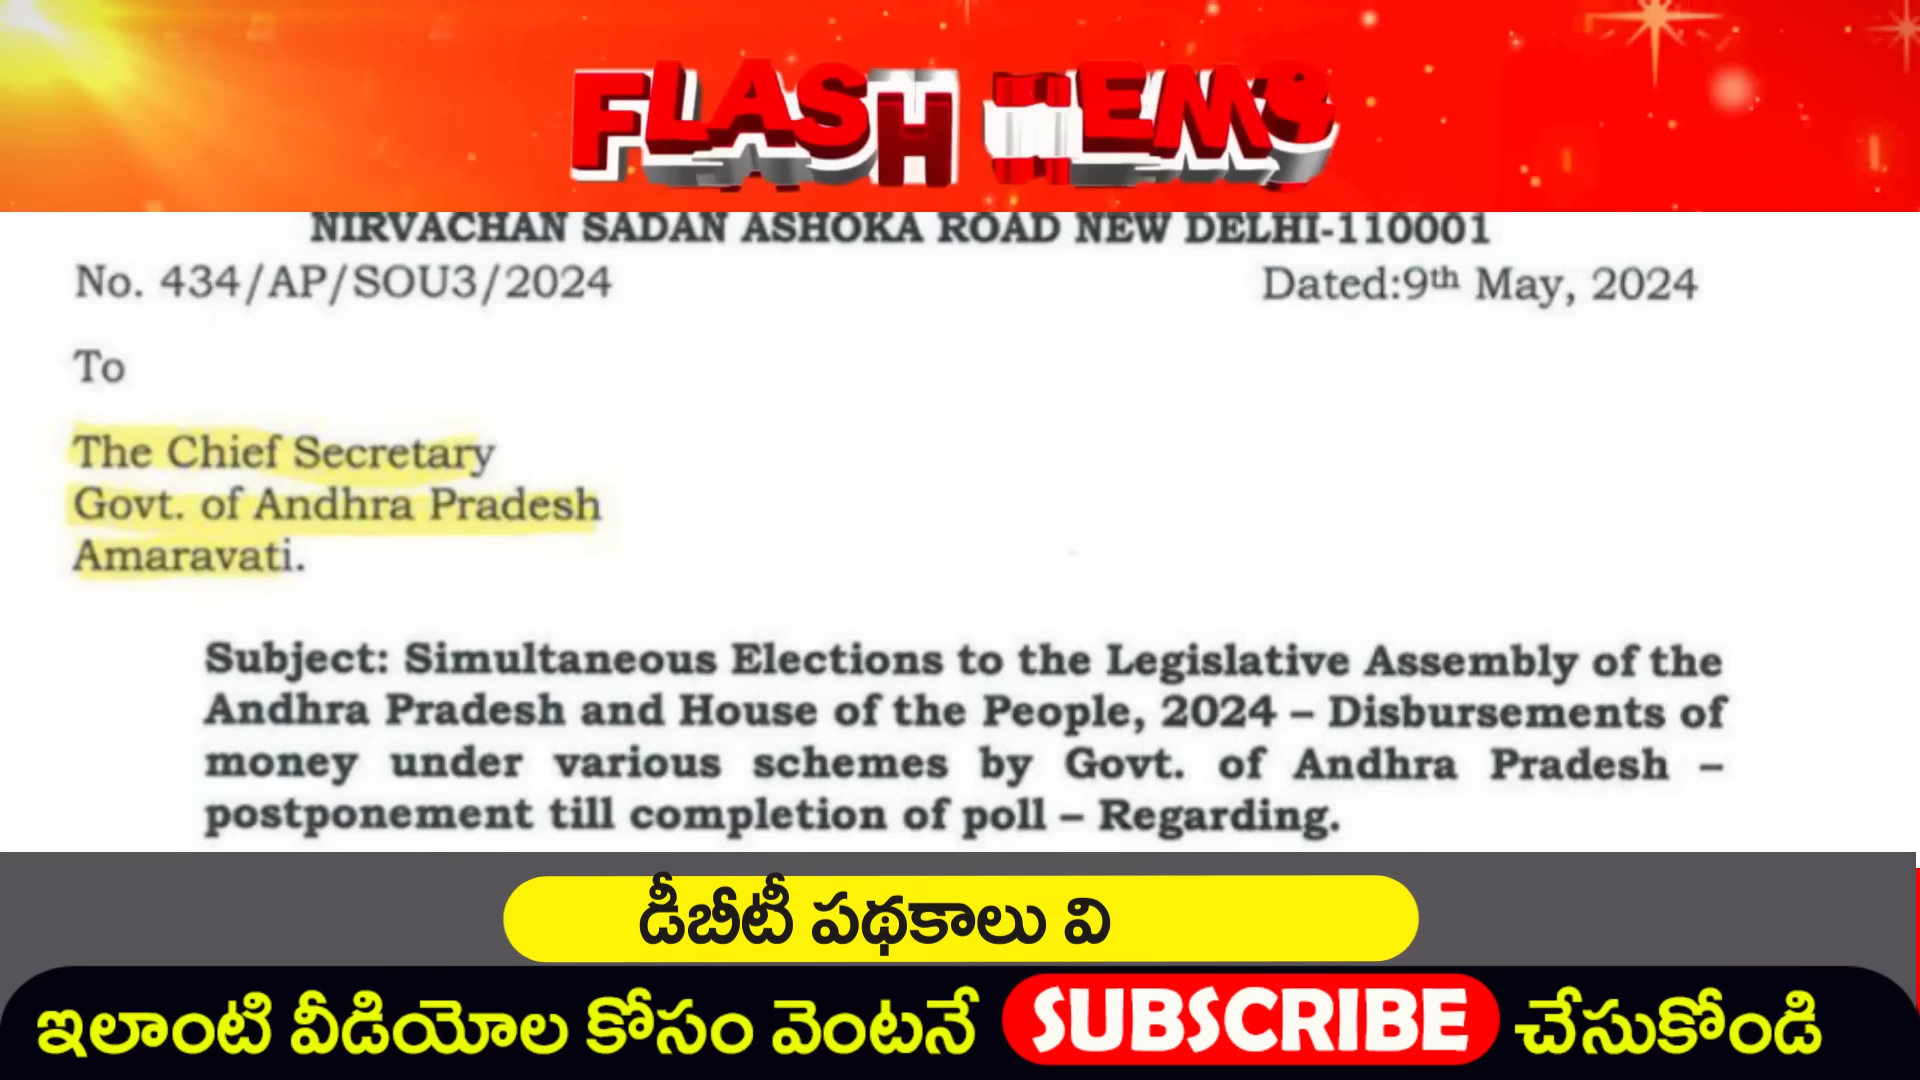 FLASH NEWS
NIRVACHAN SADAN ASHOKA ROAD NEW DELHI-110001
No. 434/AP/SOU3/2024 Dated:9th May, 2024
To
The Chief Secretary
Govt. of Andhra Pradesh
Amaravati.
Subject: Simultaneous Elections to the Legislative Assembly of the
Andhra Pradesh and House of the People, 2024 – Disbursements of
money under various schemes by Govt. of Andhra Pradesh –
postponement till completion of poll – Regarding.
డీబీటీ పథకాలు వి
ఇలాంటి వీడియోల కోసం వెంటనే SUBSCRIBE చేసుకోండి